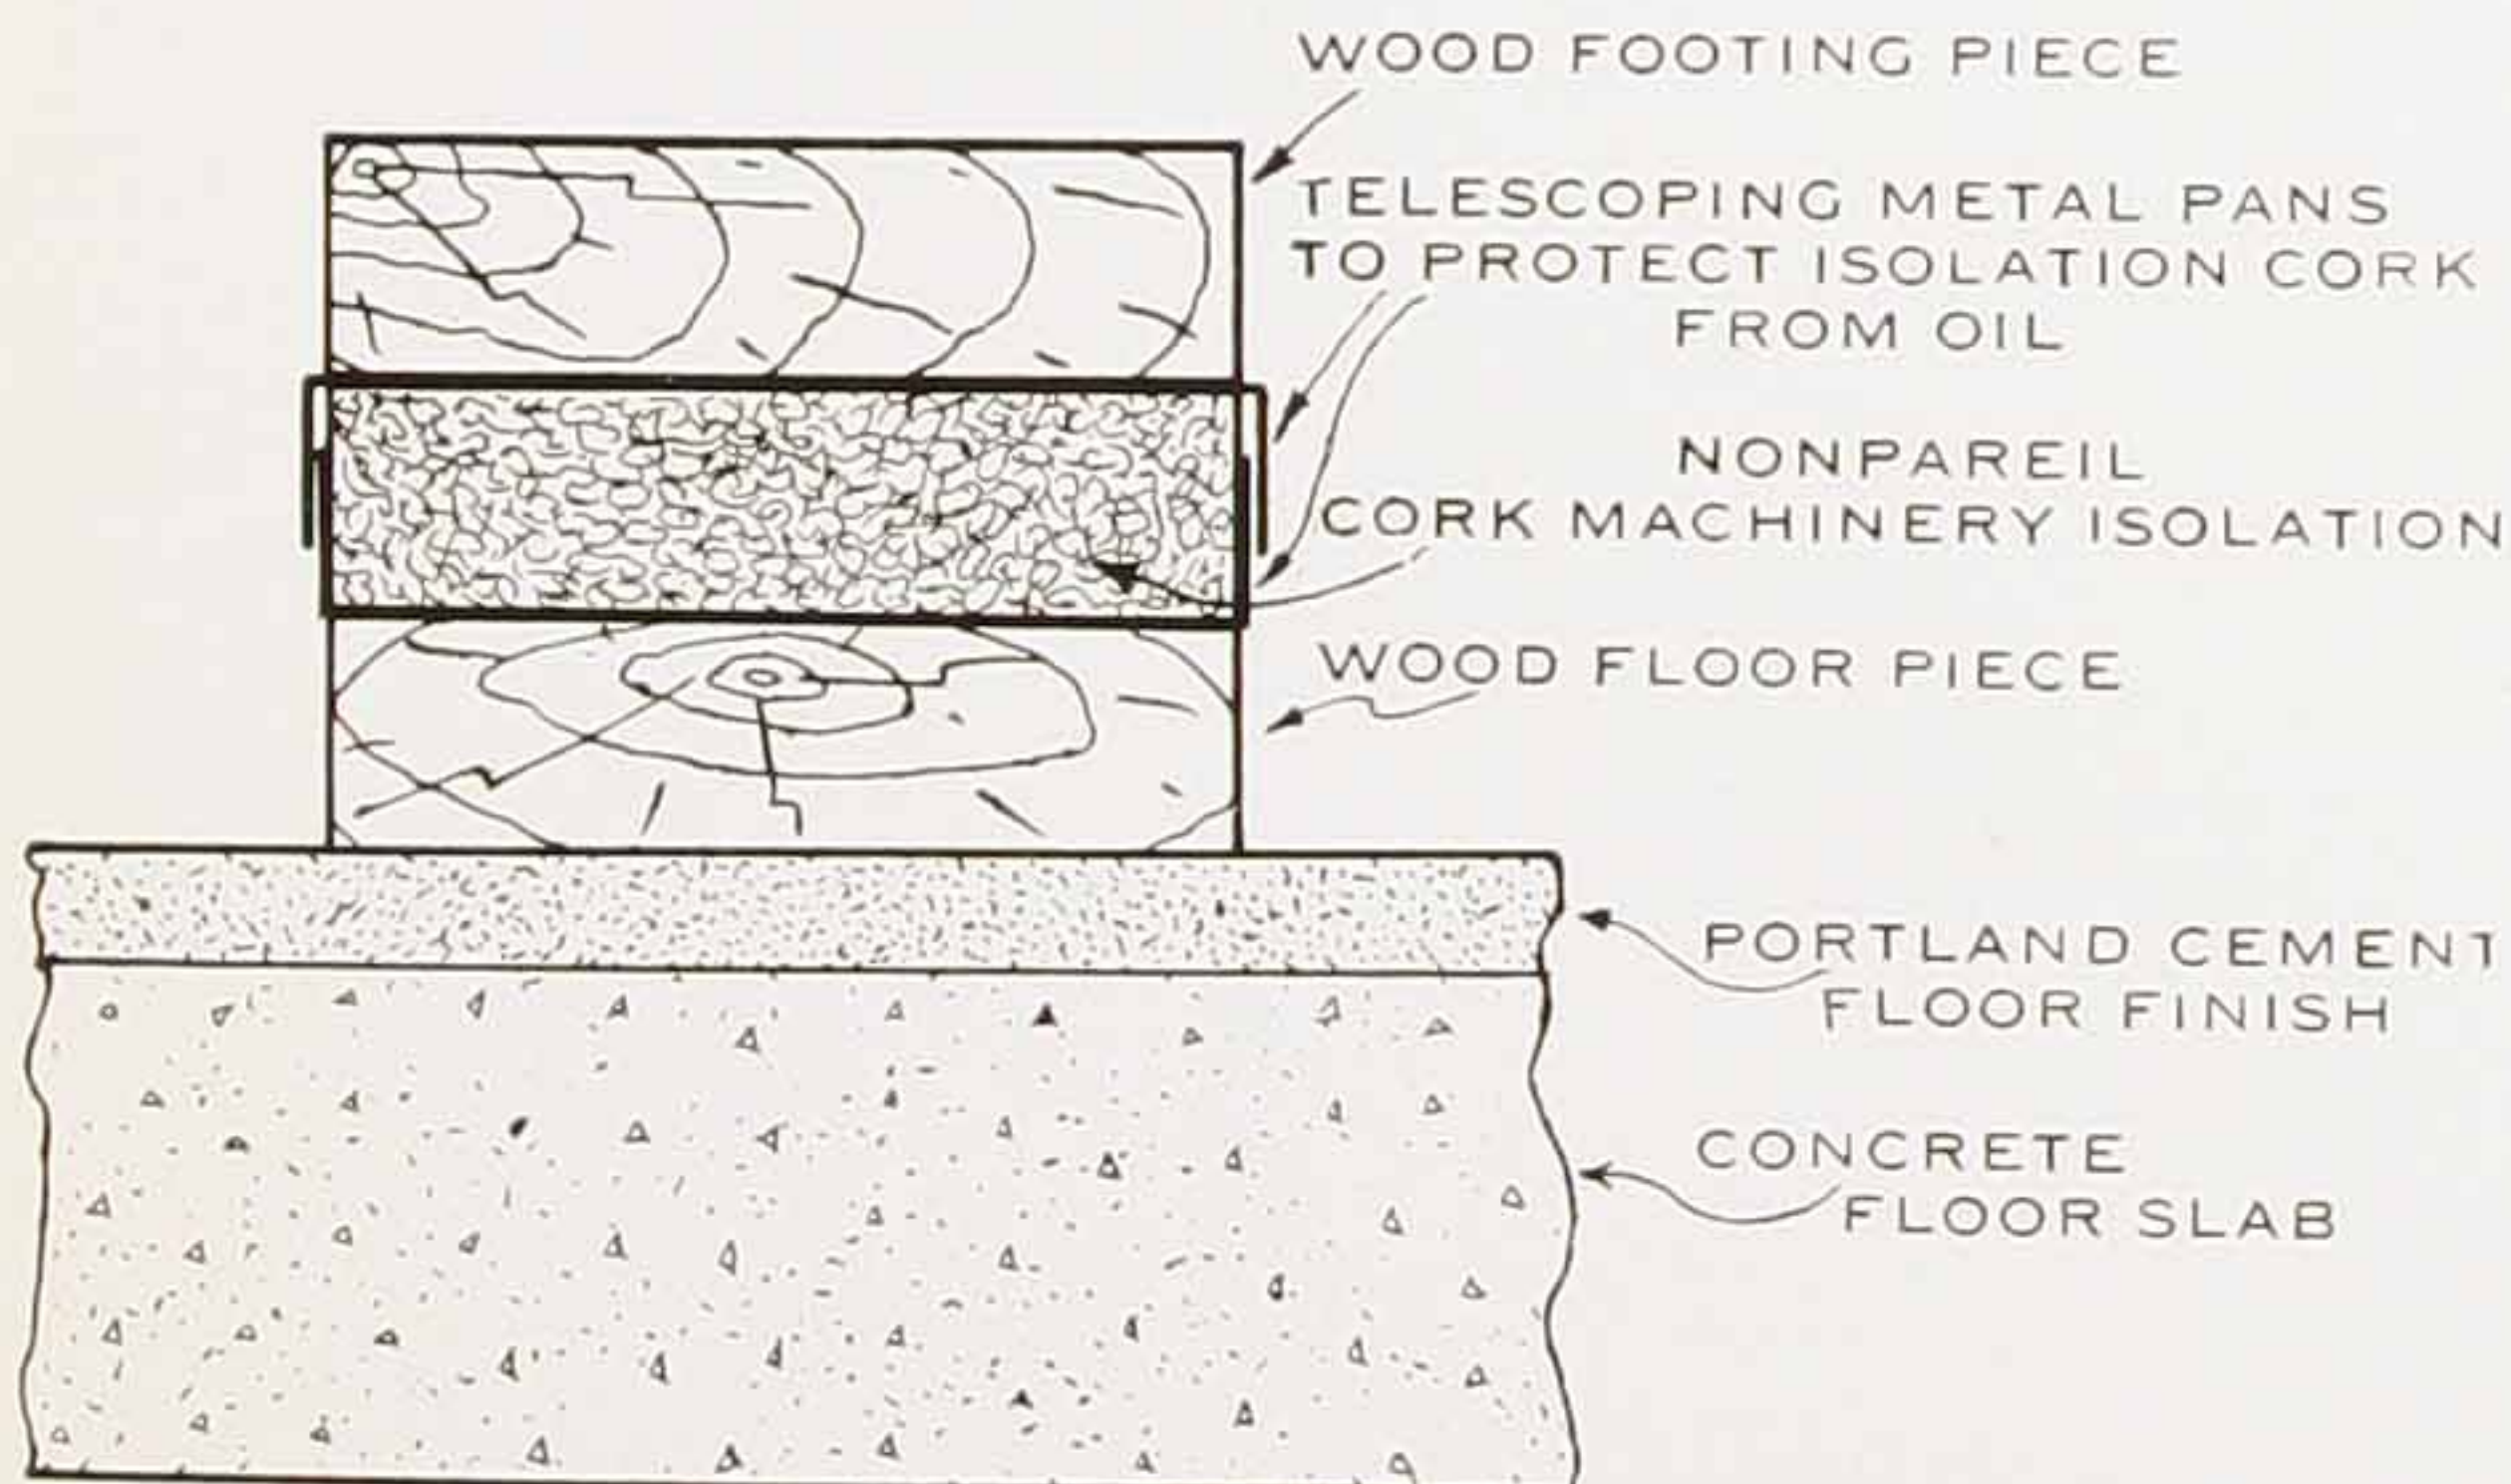 WOOD FOOTING PIECE
TELESCOPING METAL PANS
TO PROTECT ISOLATION CORK
FROM OIL
NONPAREIL
CORK MACHINERY ISOLATION
WOOD FLOOR PIECE
PORTLAND CEMENT
FLOOR FINISH
CONCRETE
FLOOR SLAB